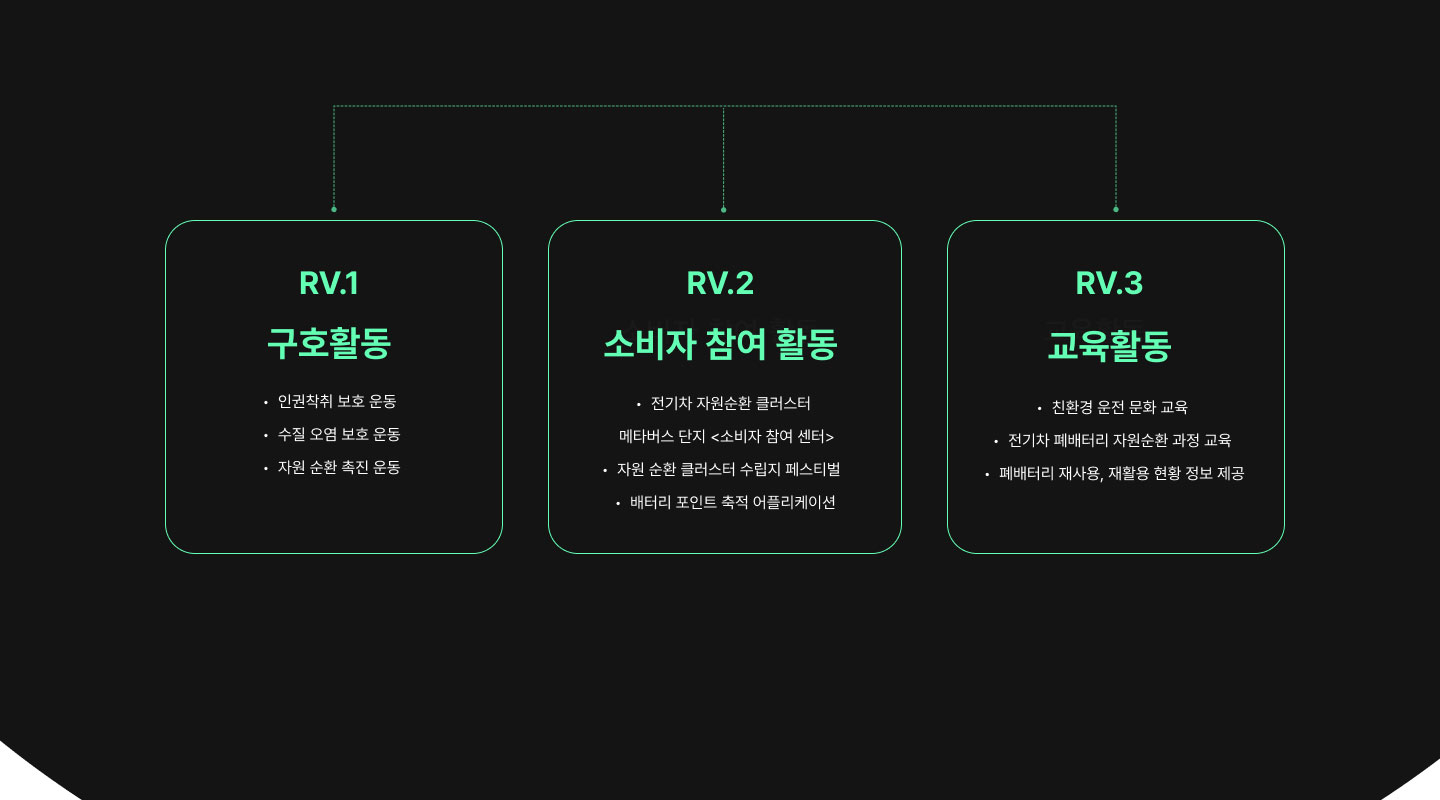 RV.1
구호활동
• 인권착취 보호 운동
• 수질 오염 보호 운동
• 자원 순환 촉진 운동
RV.2
소비자 참여 활동
• 전기차 자원순환 클러스터
메타버스 단지 <소비자 참여 센터>
• 자원 순환 클러스터 수립지 페스티벌
• 배터리 포인트 축적 어플리케이션
RV.3
교육활동
• 친환경 운전 문화 교육
• 전기차 폐배터리 자원순환 과정 교육
• 폐배터리 재사용, 재활용 현황 정보 제공